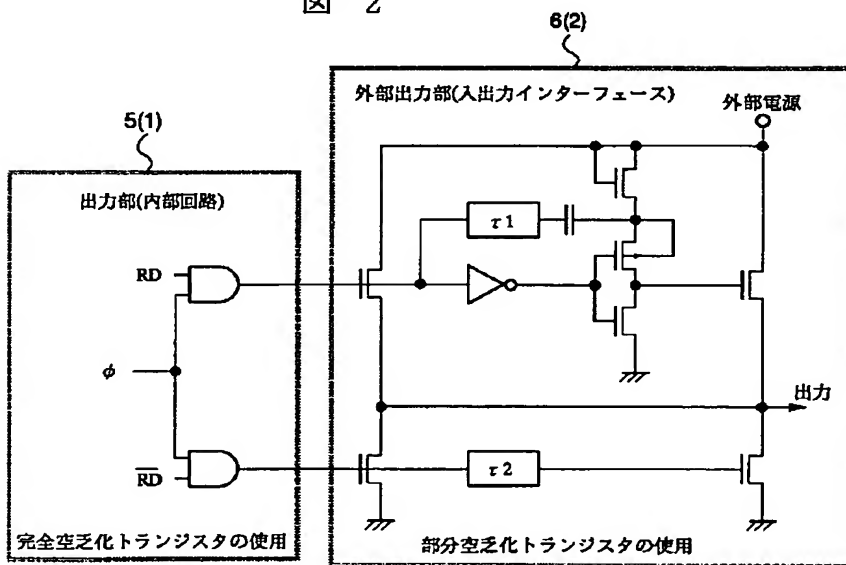 図 2
6(2)
外部出力部(入出力インターフェース)
外部電源
5(1)
出力部(内部回路)
τ1
RD
φ
出力
RD
τ2
完全空乏化トランジスタの使用
部分空乏化トランジスタの使用